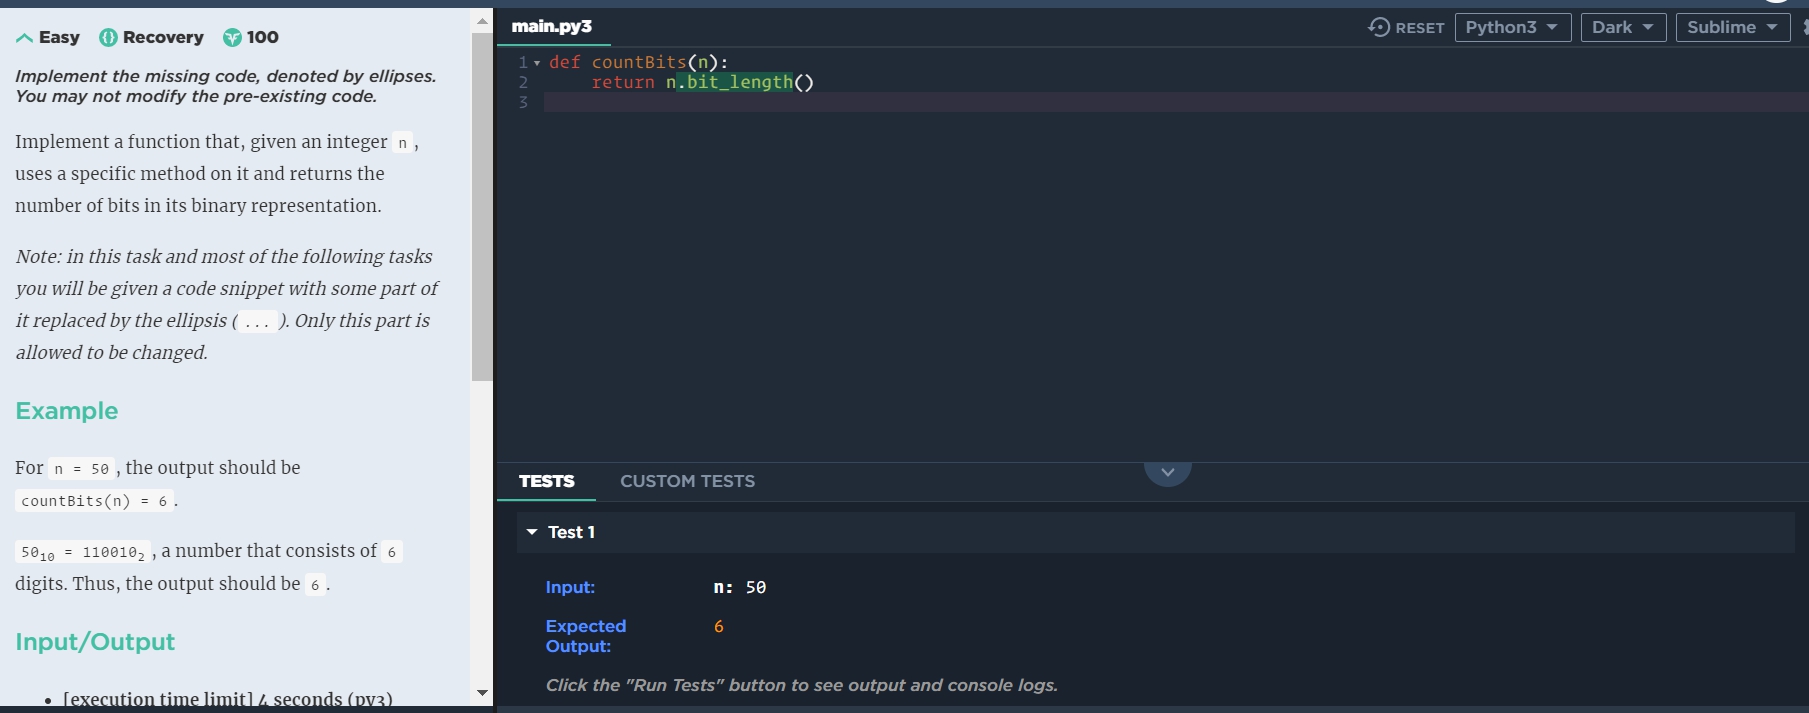 Easy Recovery 100
Implement the missing code, denoted by ellipses.
You may not modify the pre-existing code.
Implement a function that, given an integer n,
uses a specific method on it and returns the
number of bits in its binary representation.
Note: in this task and most of the following tasks
you will be given a code snippet with some part of
it replaced by the ellipsis (...). Only this part is
allowed to be changed.
Example
For n = 50, the output should be
countBits(n) = 6.
50₁₀ = 110010₂, a number that consists of 6
digits. Thus, the output should be 6.
Input/Output
• [execution time limit] 4 seconds (py3)
main.py3
RESET Python3 Dark Sublime
1 def countBits(n):
2     return n.bit_length()
3
TESTS CUSTOM TESTS
Test 1
Input: n: 50
Expected 6
Output:
Click the "Run Tests" button to see output and console logs.